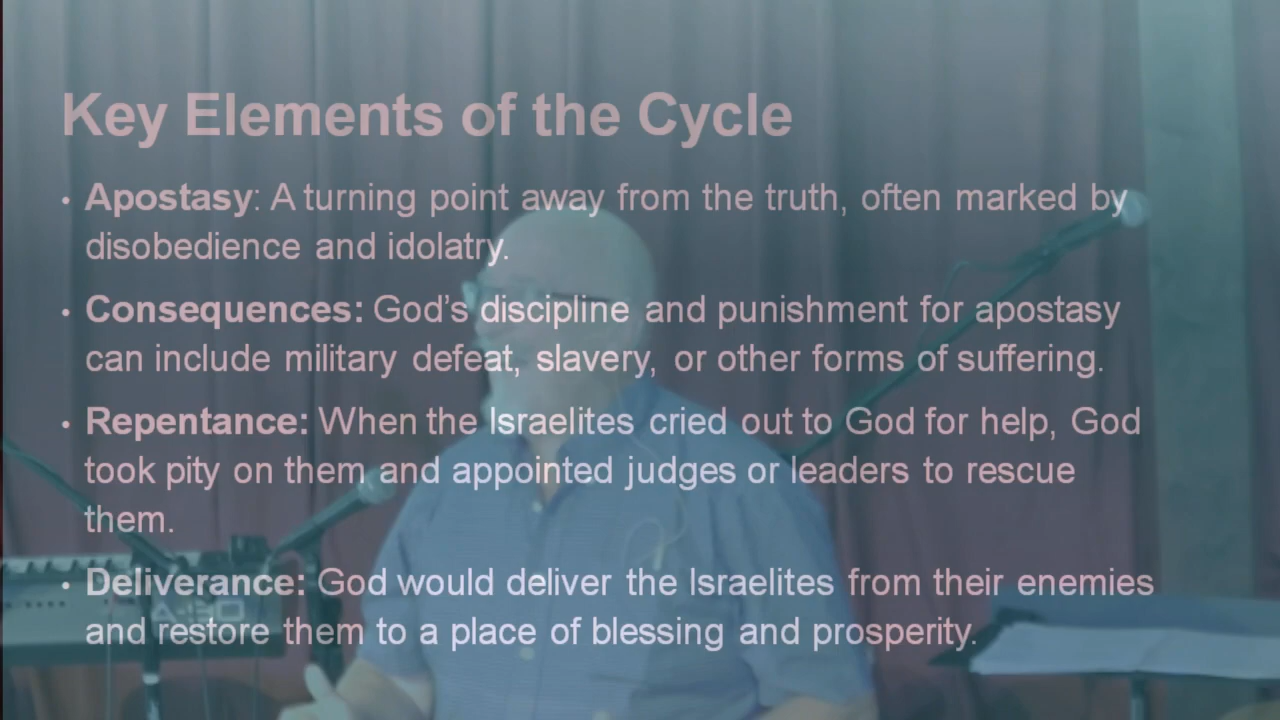 Key Elements of the Cycle
• Apostasy: A turning point away from the truth, often marked by
disobedience and idolatry.
• Consequences: God’s discipline and punishment for apostasy
can include military defeat, slavery, or other forms of suffering.
• Repentance: When the Israelites cried out to God for help, God
took pity on them and appointed judges or leaders to rescue
them.
• Deliverance: God would deliver the Israelites from their enemies
and restore them to a place of blessing and prosperity.
A-90